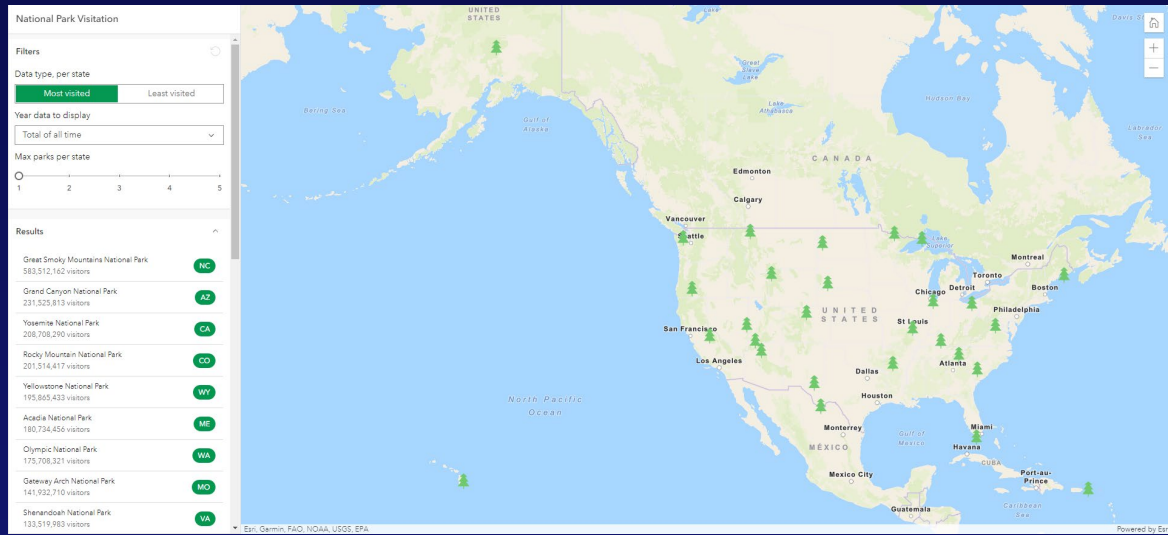 National Park Visitation
Filters
Data type, per state
Most visited
Least visited
Year data to display
Total of all time
Max parks per state
1 2 3 4 5
Results
Great Smoky Mountains National Park
583,512,162 visitors
NC
Grand Canyon National Park
231,525,813 visitors
AZ
Yosemite National Park
208,708,290 visitors
CA
Rocky Mountain National Park
201,514,417 visitors
CO
Yellowstone National Park
195,865,433 visitors
WY
Acadia National Park
180,734,456 visitors
ME
Olympic National Park
175,708,321 visitors
WA
Gateway Arch National Park
141,932,710 visitors
MO
Shenandoah National Park
133,519,983 visitors
VA
UNITED
STATES
Lake
Great
Slave
Lake
Lake
Athabasca
Bering Sea
Gulf of
Alaska
Hudson Bay
Labrador
Sea
CANADA
Edmonton
Calgary
Vancouver
Lake
Superior
Montreal
Toronto
Chicago
Detroit
Boston
UNITED
STATES
Philadelphia
St Louis
San Francisco
Los Angeles
Atlanta
Dallas
Houston
North Pacific
Ocean
Monterrey
Gulf of
Mexico
Miami
MÉXICO
Havana
CUBA
Mexico City
Port-au-
Prince
Guatemala
Caribbean
Sea
Esri, Garmin, FAO, NOAA, USGS, EPA
Powered by Esri